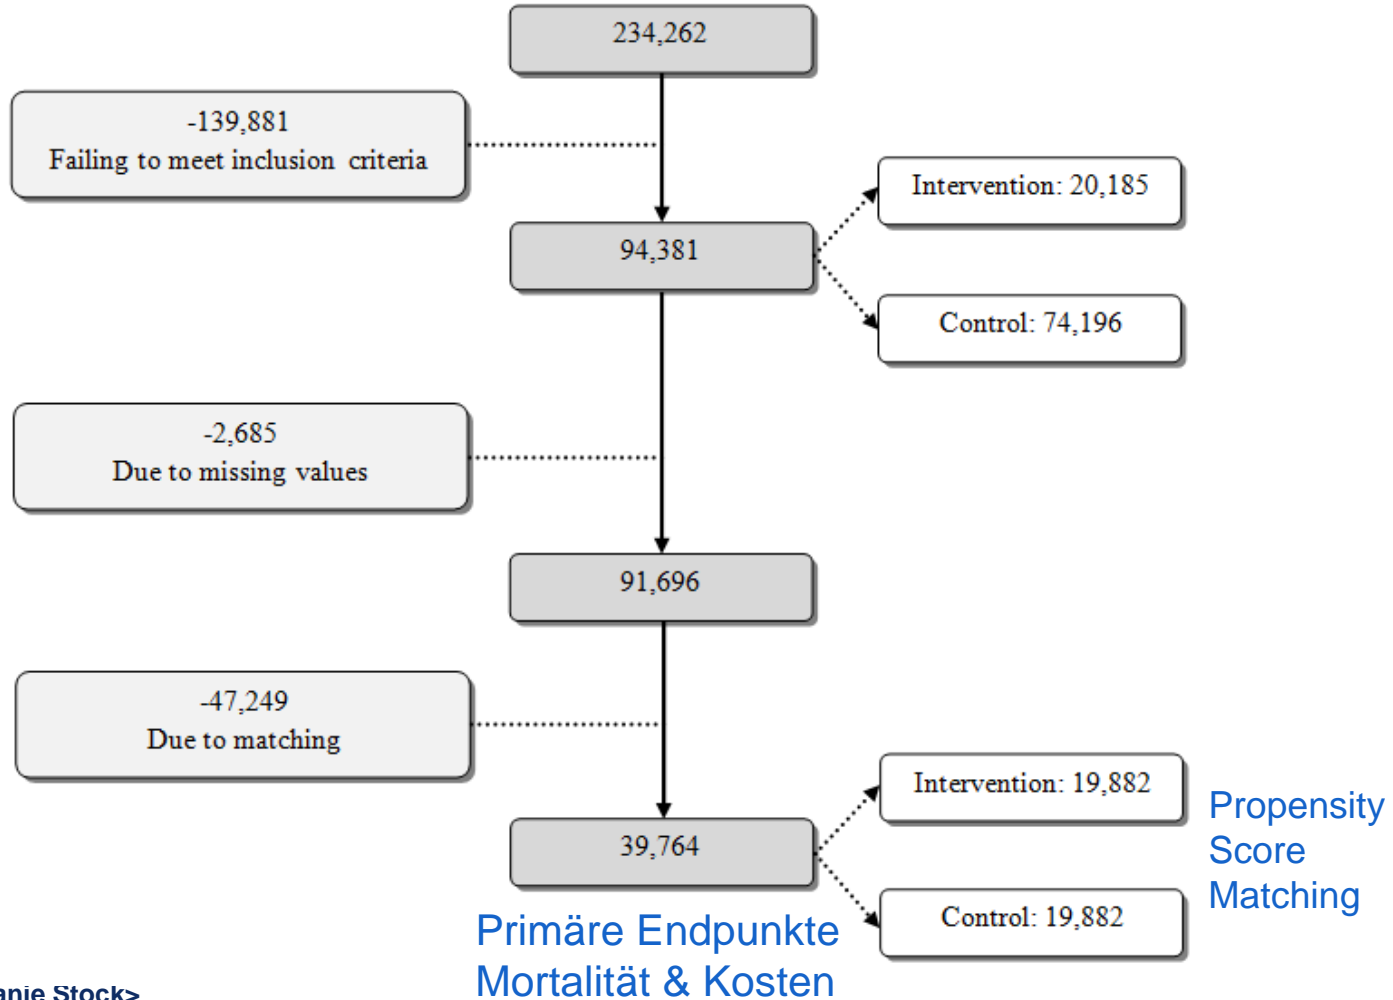 234,262
-139,881
Failing to meet inclusion criteria
Intervention: 20,185
94,381
Control: 74,196
-2,685
Due to missing values
91,696
-47,249
Due to matching
Intervention: 19,882
39,764
Control: 19,882
Propensity
Score
Matching
Primäre Endpunkte
Mortalität & Kosten
Stock>